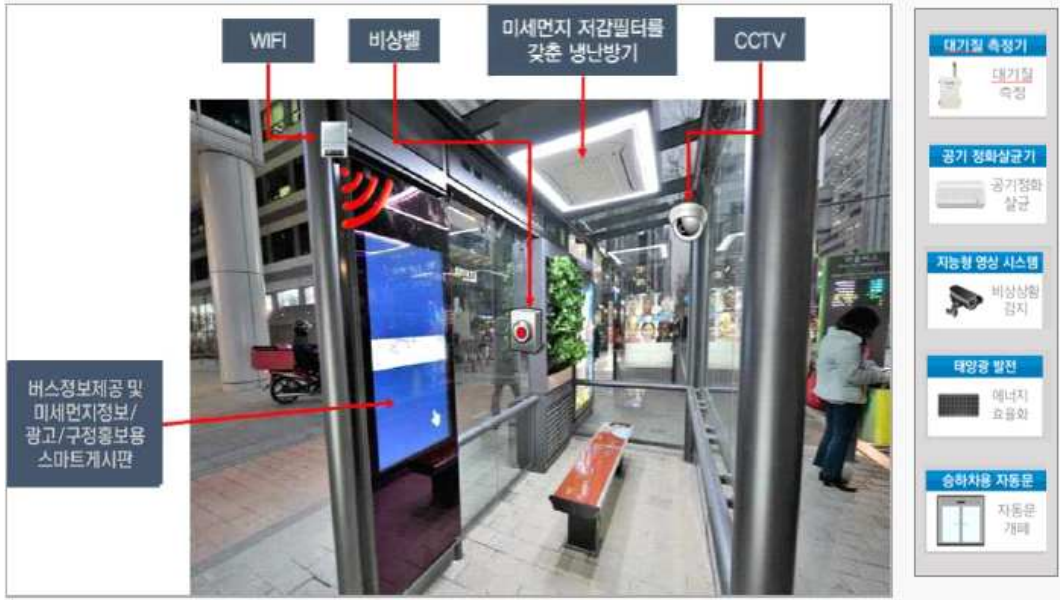 WIFI
비상벨
미세먼지 저감필터를
갖춘 냉난방기
CCTV
버스정보제공 및
미세먼지정보/
광고/구정홍보용
스마트게시판
대기질 측정기
대기질
측정
공기 정화살균기
공기정화
살균
지능형 영상 시스템
비상상황
감지
태양광 발전
에너지
효율화
승하차용 자동문
자동문
개폐